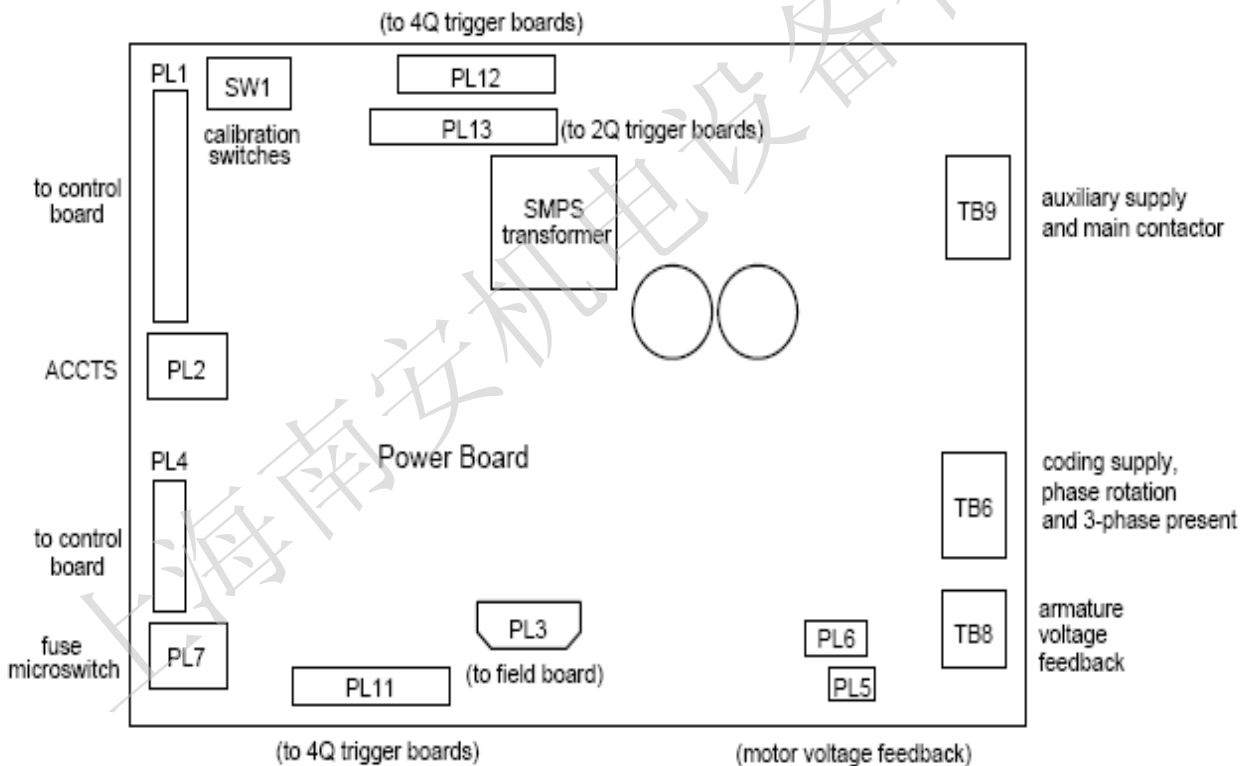 (to 4Q trigger boards)
PL1
SW1
calibration
switches
PL12
PL13
(to 2Q trigger boards)
to control
board
SMPS
transformer
TB9
auxiliary supply
and main contactor
ACCTS
PL2
Power Board
PL4
to control
board
TB6
coding supply,
phase rotation
and 3-phase present
fuse
microswitch
PL7
PL3
(to field board)
PL11
PL6
PL5
TB8
armature
voltage
feedback
(to 4Q trigger boards)
(motor voltage feedback)
上海南安机电设备